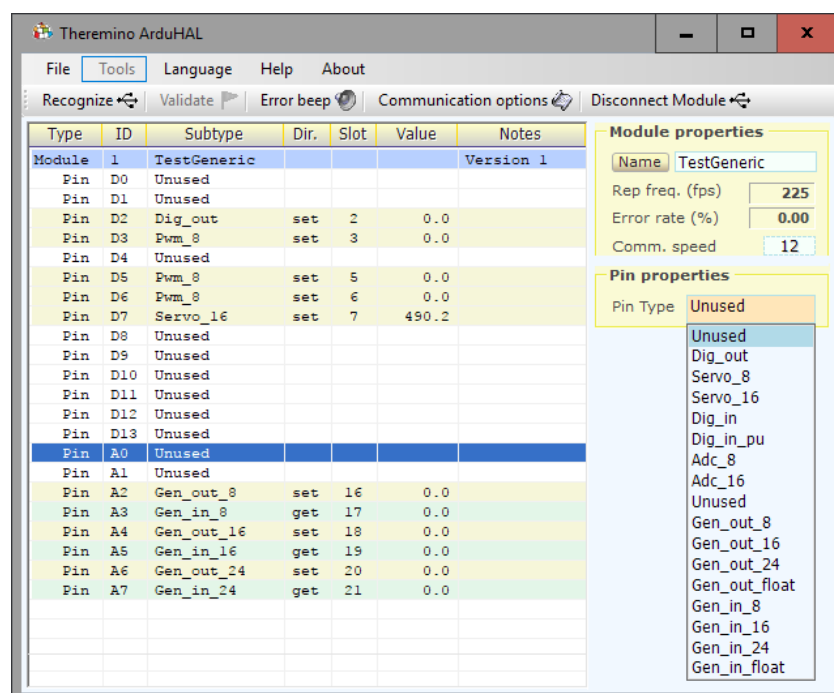 Theremino ArduHAL
File Tools Language Help About
Recognize Validate Error beep Communication options Disconnect Module
Type ID Subtype Dir. Slot Value Notes
Module 1 TestGeneric Version 1
Pin D0 Unused
Pin D1 Unused
Pin D2 Dig_out set 2 0.0
Pin D3 Pwm_8 set 3 0.0
Pin D4 Unused
Pin D5 Pwm_8 set 5 0.0
Pin D6 Pwm_8 set 6 0.0
Pin D7 Servo_16 set 7 490.2
Pin D8 Unused
Pin D9 Unused
Pin D10 Unused
Pin D11 Unused
Pin D12 Unused
Pin D13 Unused
Pin A0 Unused
Pin A1 Unused
Pin A2 Gen_out_8 set 16 0.0
Pin A3 Gen_in_8 get 17 0.0
Pin A4 Gen_out_16 set 18 0.0
Pin A5 Gen_in_16 get 19 0.0
Pin A6 Gen_out_24 set 20 0.0
Pin A7 Gen_in_24 get 21 0.0
Module properties
Name TestGeneric
Rep freq. (fps) 225
Error rate (%) 0.00
Comm. speed 12
Pin properties
Pin Type Unused
Unused
Dig_out
Servo_8
Servo_16
Dig_in
Dig_in_pu
Adc_8
Adc_16
Unused
Gen_out_8
Gen_out_16
Gen_out_24
Gen_out_float
Gen_in_8
Gen_in_16
Gen_in_24
Gen_in_float